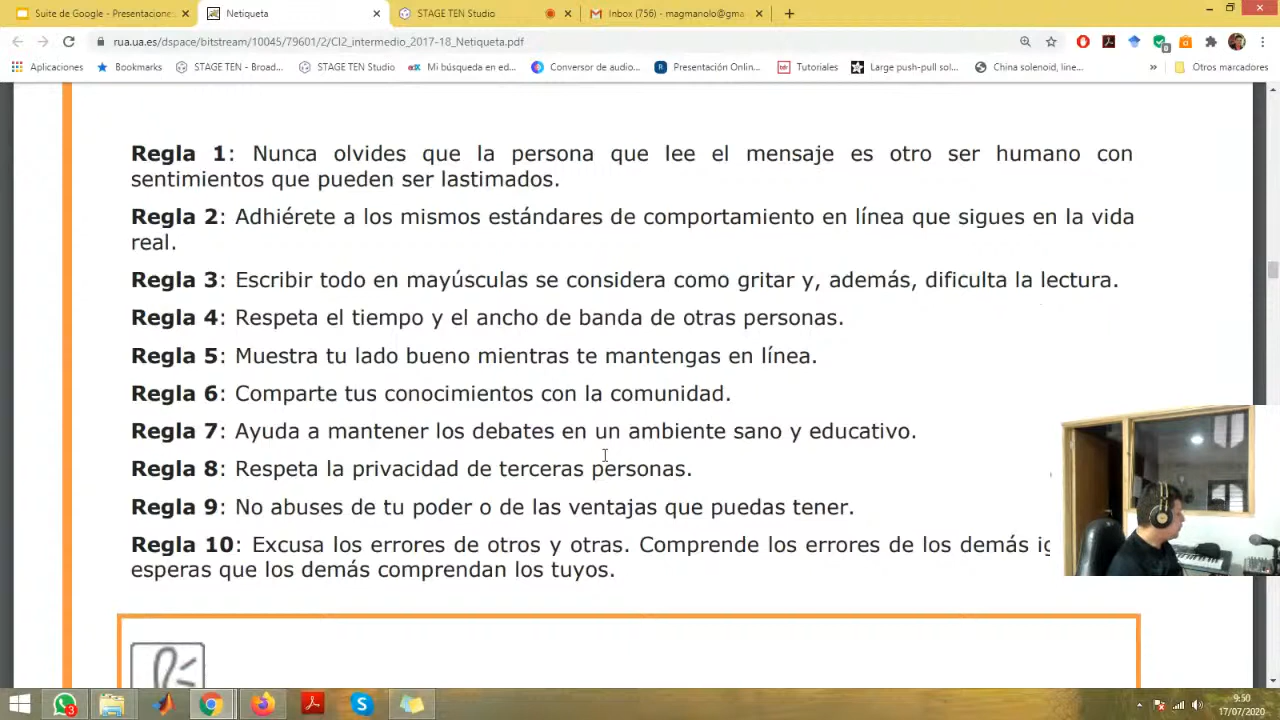 Suite de Google - Presentaciones
Netiqueta
STAGE TEN Studio
Inbox (756) - magmanolo@gma
rua.ua.es/dspace/bitstream/10045/79601/2/CI2_intermedio_2017-18_Netiqueta.pdf
Aplicaciones
Bookmarks
STAGE TEN - Broad...
STAGE TEN Studio
Mi búsqueda en ed...
Conversor de audio...
Presentación Onlin...
Tutoriales
Large push-pull sol...
China solenoid, line...
»
Otros marcadores
Regla 1: Nunca olvides que la persona que lee el mensaje es otro ser humano con
sentimientos que pueden ser lastimados.
Regla 2: Adhiérete a los mismos estándares de comportamiento en línea que sigues en la vida
real.
Regla 3: Escribir todo en mayúsculas se considera como gritar y, además, dificulta la lectura.
Regla 4: Respeta el tiempo y el ancho de banda de otras personas.
Regla 5: Muestra tu lado bueno mientras te mantengas en línea.
Regla 6: Comparte tus conocimientos con la comunidad.
Regla 7: Ayuda a mantener los debates en un ambiente sano y educativo.
Regla 8: Respeta la privacidad de terceras personas.
Regla 9: No abuses de tu poder o de las ventajas que puedas tener.
Regla 10: Excusa los errores de otros y otras. Comprende los errores de los demás
esperas que los demás comprendan los tuyos.
9:50
17/07/2020